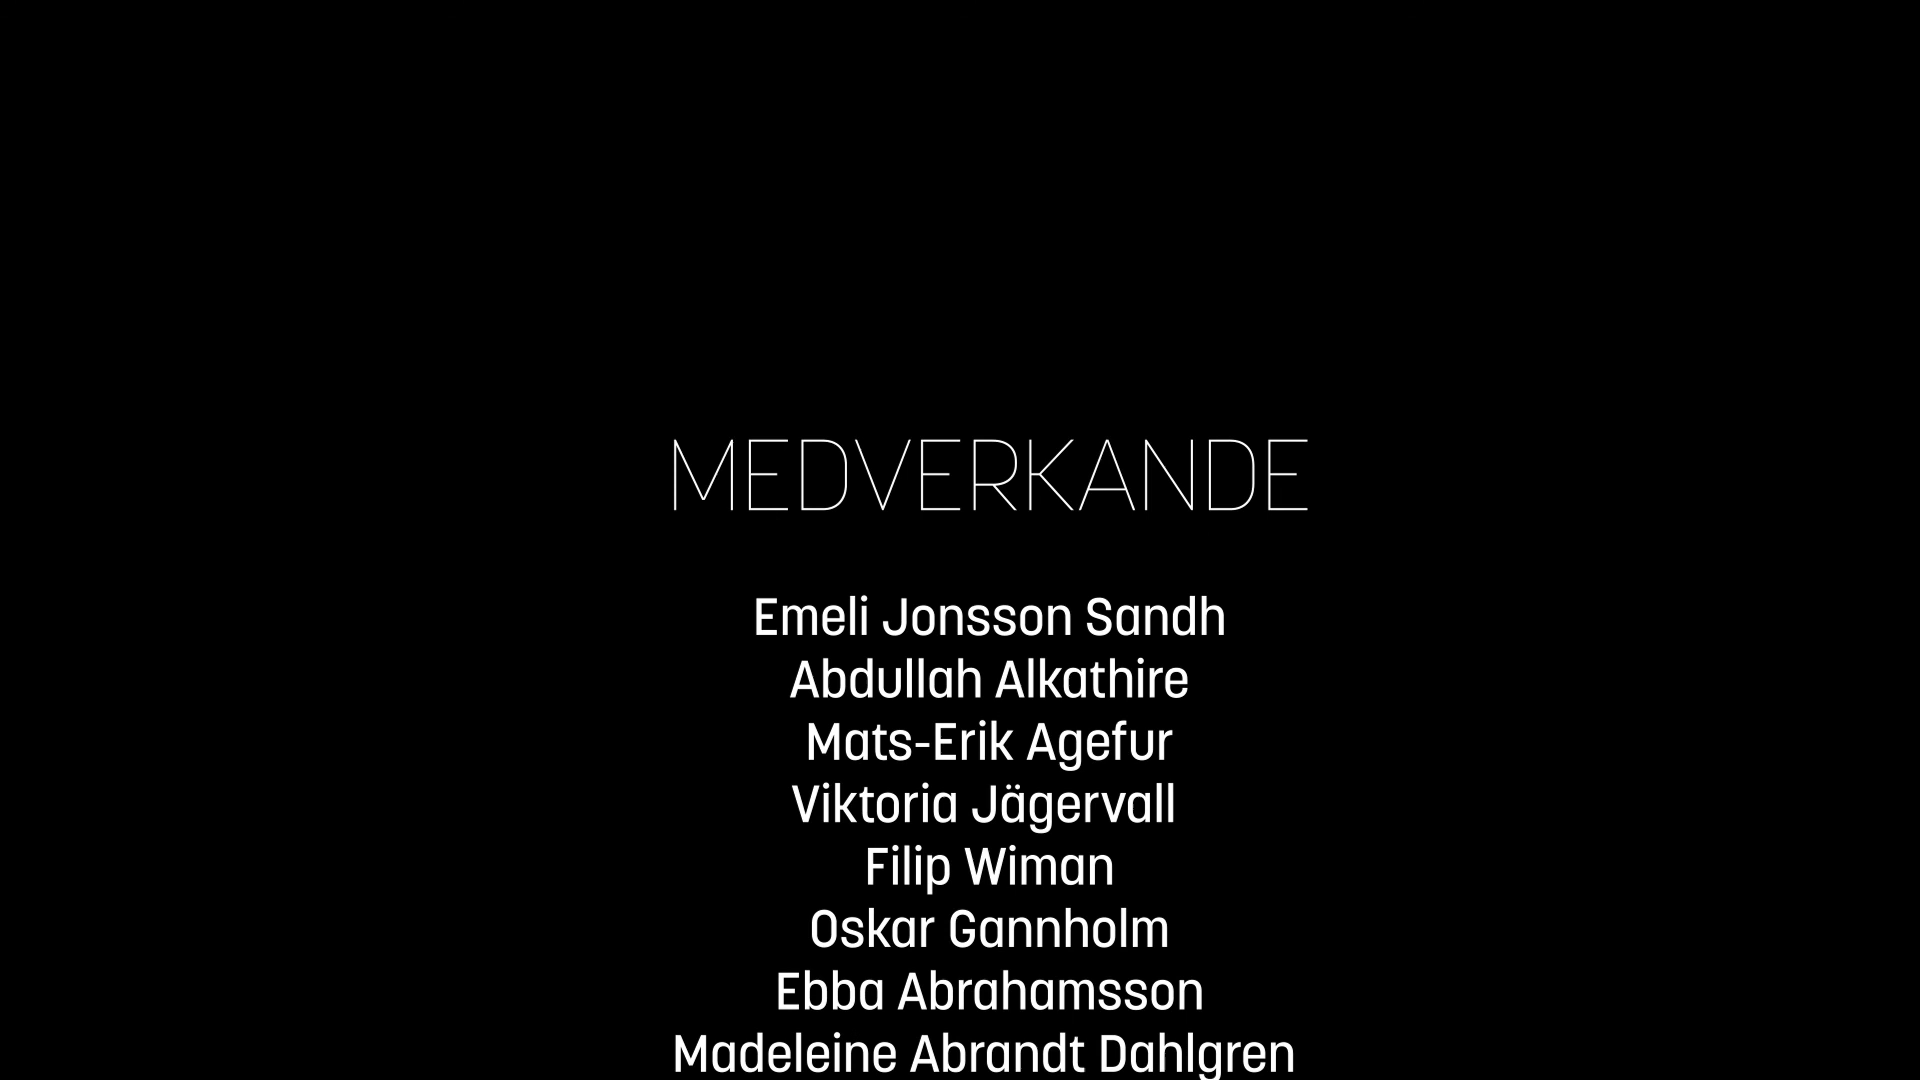 MEDVERKANDE
Emeli Jonsson Sandh
Abdullah Alkathire
Mats-Erik Agefur
Viktoria Jägervall
Filip Wiman
Oskar Gannholm
Ebba Abrahamsson
Madeleine Abrandt Dahlgren